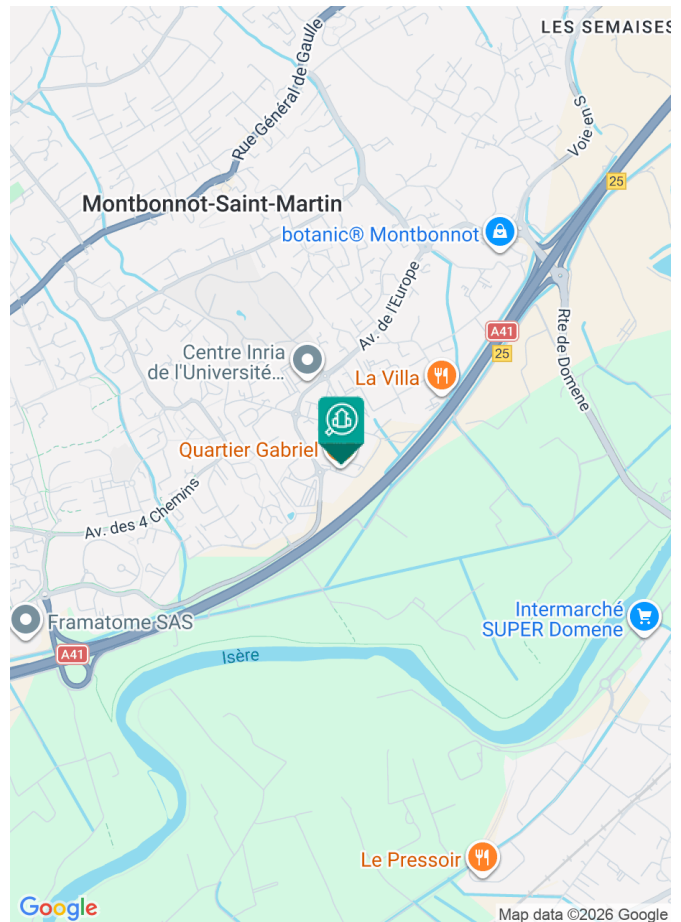 LES SEMAISES
Rue Général de Gaulle
Voie en S
25
Montbonnot-Saint-Martin
botanic® Montbonnot
Av. de l'Europe
Rte de Domene
A41
25
Centre Inria
de l'Université...
La Villa
Quartier Gabriel
Av. des 4 Chemins
Intermarché
SUPER Domene
Framatome SAS
A41
Isère
Le Pressoir
Google
Map data ©2026 Google